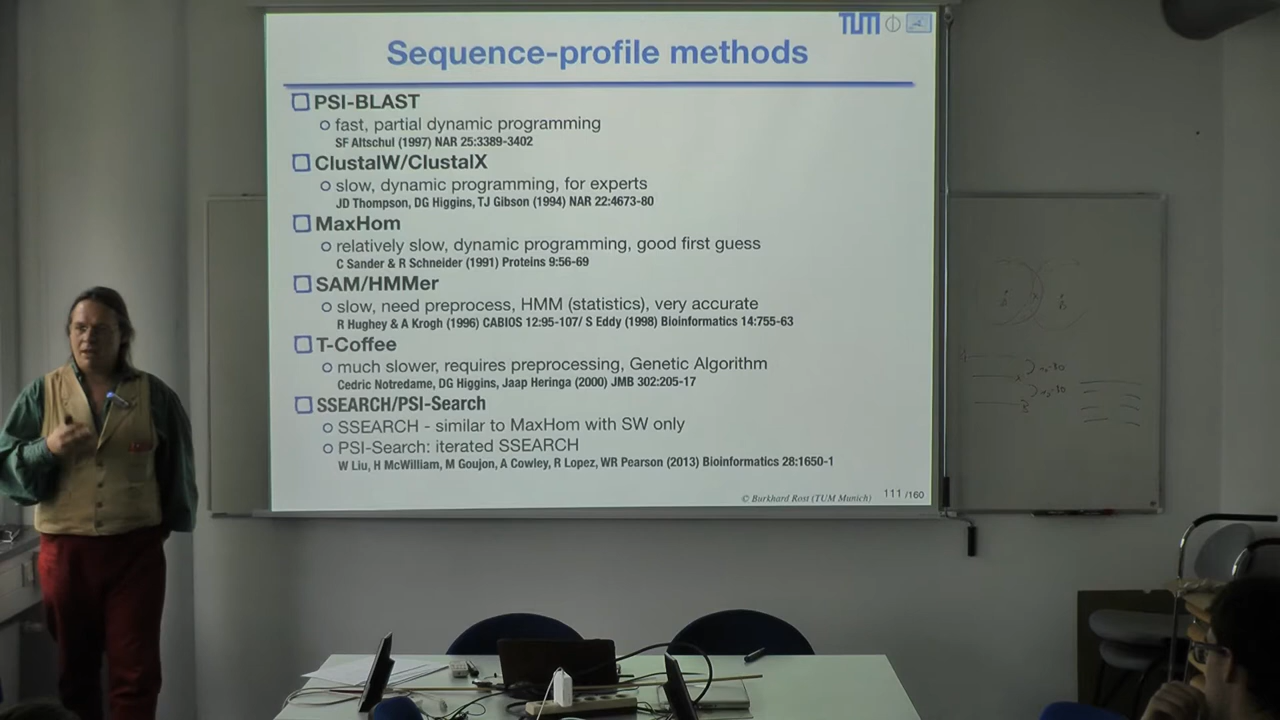 TUM
Sequence-profile methods
PSI-BLAST
fast, partial dynamic programming
SF Altschul (1997) NAR 25:3389-3402
ClustalW/ClustalX
slow, dynamic programming, for experts
JD Thompson, DG Higgins, TJ Gibson (1994) NAR 22:4673-80
MaxHom
relatively slow, dynamic programming, good first guess
C Sander & R Schneider (1991) Proteins 9:56-69
SAM/HMMer
slow, need preprocess, HMM (statistics), very accurate
R Hughey & A Krogh (1996) CABIOS 12:95-107/ S Eddy (1998) Bioinformatics 14:755-63
T-Coffee
much slower, requires preprocessing, Genetic Algorithm
Cedric Notredame, DG Higgins, Jaap Heringa (2000) JMB 302:205-17
SSEARCH/PSI-Search
SSEARCH - similar to MaxHom with SW only
PSI-Search: iterated SSEARCH
W Liu, H McWilliam, M Goujon, A Cowley, R Lopez, WR Pearson (2013) Bioinformatics 28:1650-1
© Burkhard Rost (TUM Munich) 111 /160